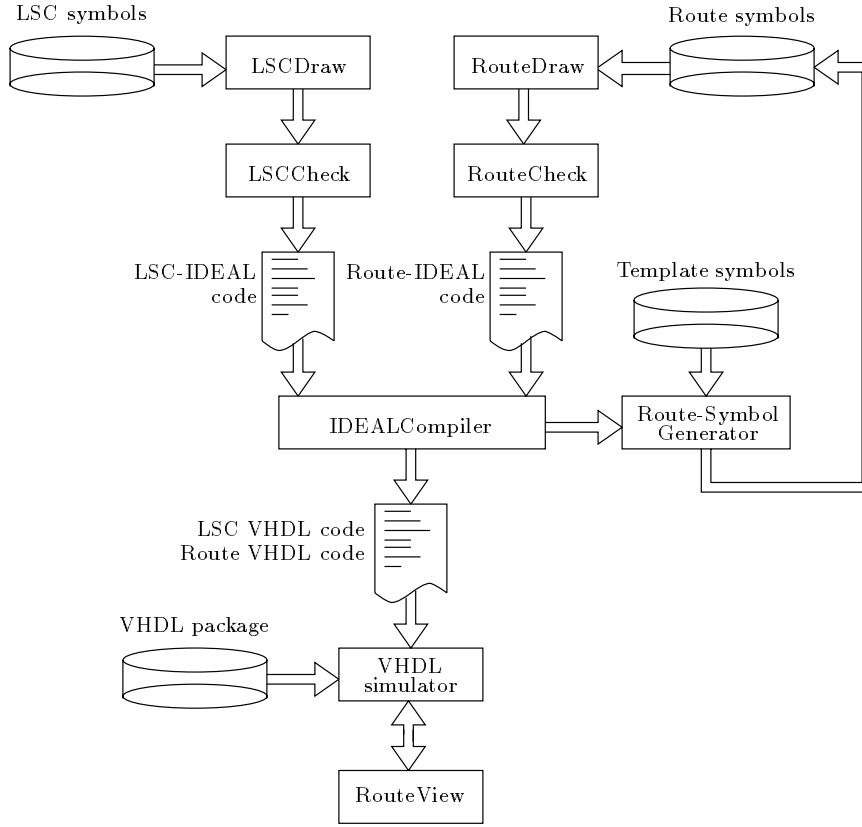 LSC symbols
Route symbols
LSCDraw
RouteDraw
LSCCheck
RouteCheck
LSC-IDEAL
code
Route-IDEAL
code
Template symbols
IDEALCompiler
Route-Symbol
Generator
LSC VHDL code
Route VHDL code
VHDL package
VHDL
simulator
RouteView